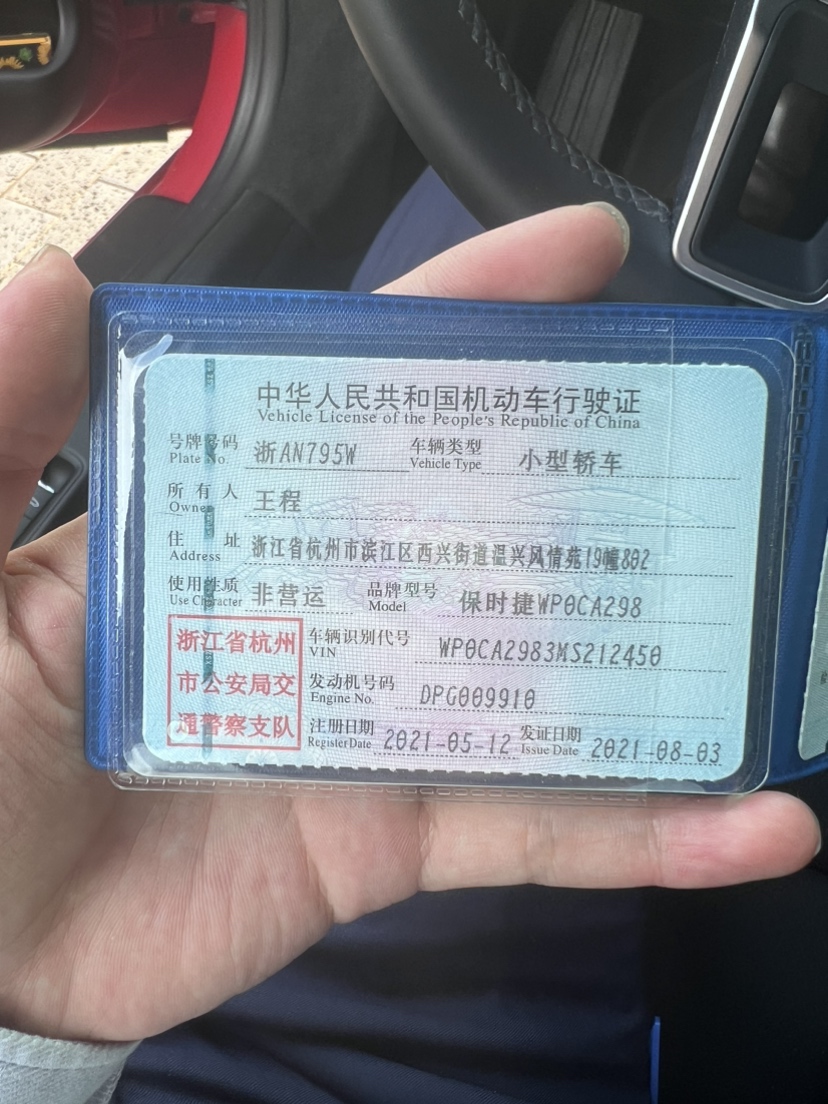 中华人民共和国机动车行驶证
Vehicle License of the People's Republic of China
号牌号码 浙AN795W 车辆类型 小型轿车
Plate No. Vehicle Type
所有人 王程
Owner
住址 浙江省杭州市滨江区西兴街道温兴风情苑19幢802
Address
使用性质 非营运 品牌型号 保时捷WP0CA298
Use Character Model
浙江省杭州 车辆识别代号 WP0CA2983MS212450
VIN
市公安局交 发动机号码 DPG009910
Engine No.
通警察支队 注册日期 2021-05-12 发证日期 2021-08-03
Register Date Issue Date